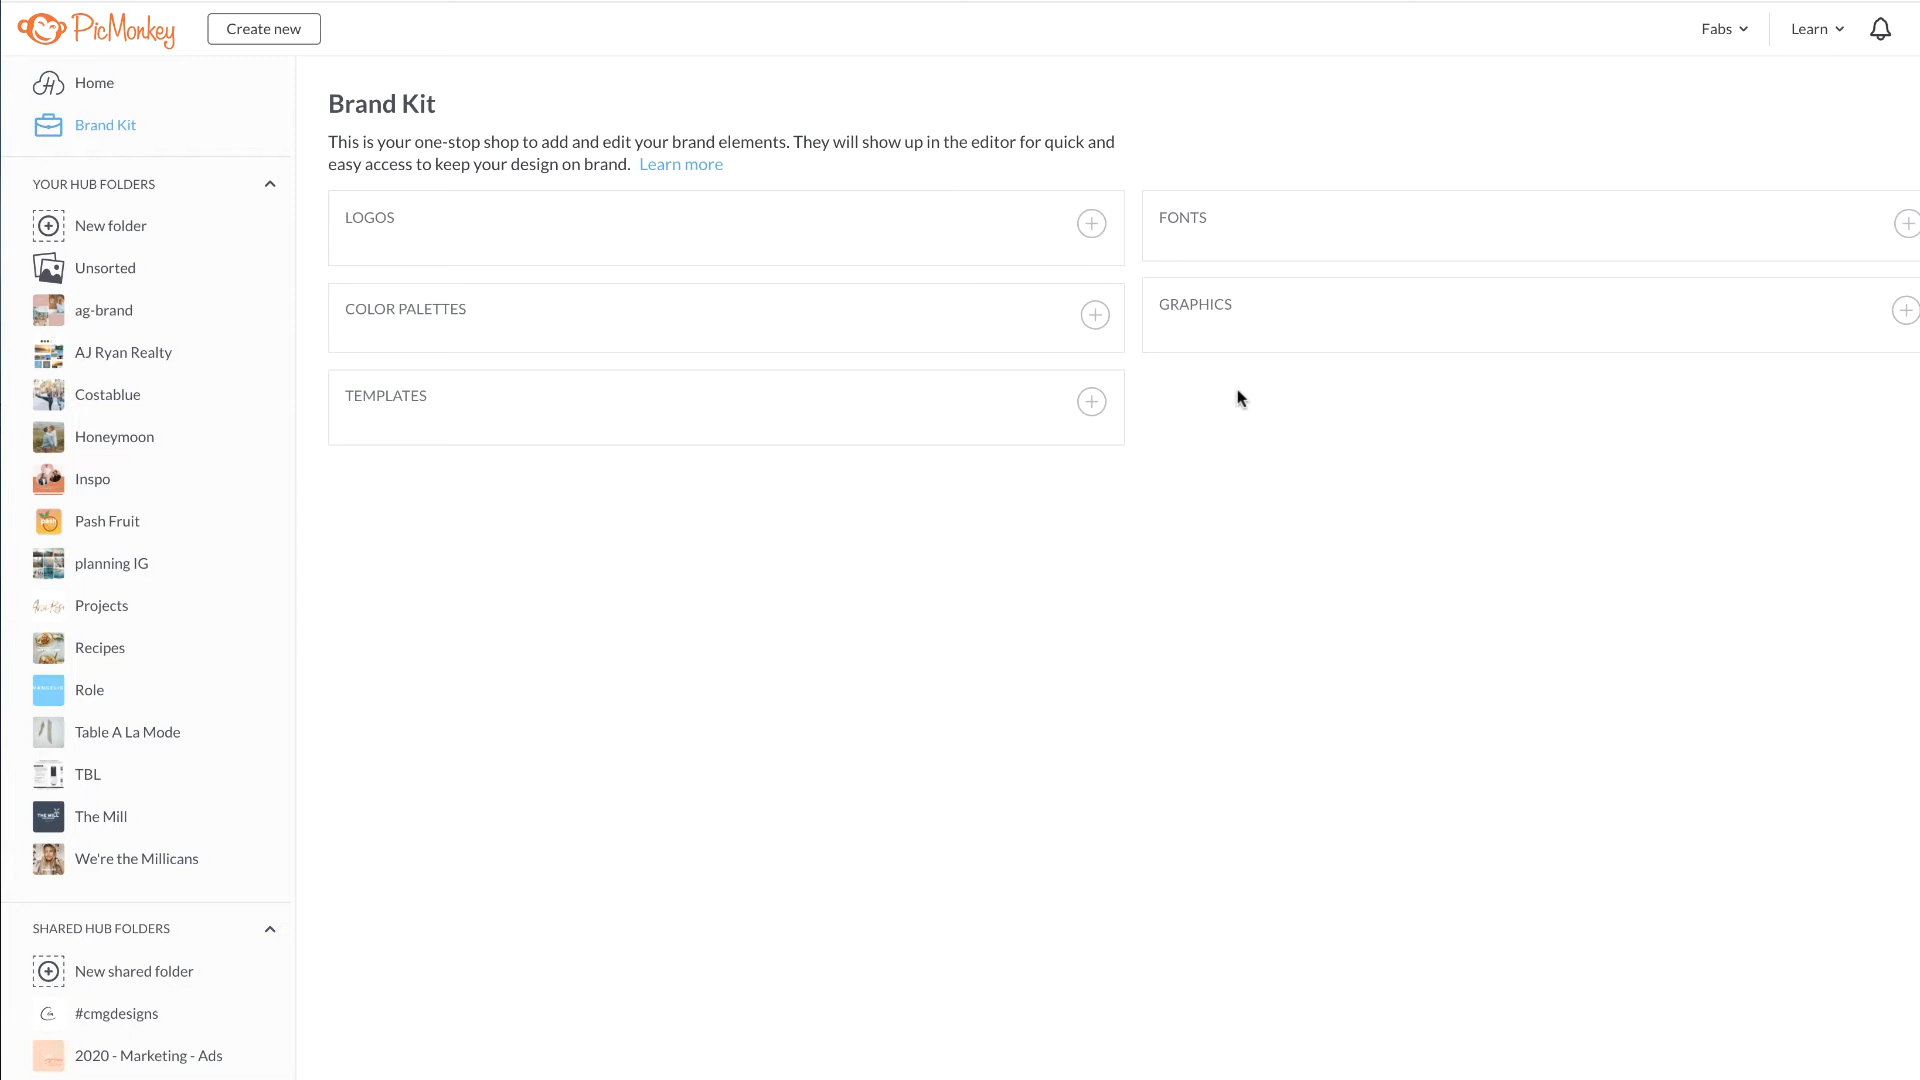 PicMonkey
Create new
Fabs
Learn
Home
Brand Kit
YOUR HUB FOLDERS
New folder
Unsorted
ag-brand
AJ Ryan Realty
Costablue
Honeymoon
Inspo
Pash Fruit
planning IG
Projects
Recipes
Role
Table A La Mode
TBL
THE MILL
The Mill
We're the Millicans
SHARED HUB FOLDERS
New shared folder
#cmgdesigns
2020 - Marketing - Ads
Brand Kit
This is your one-stop shop to add and edit your brand elements. They will show up in the editor for quick and
easy access to keep your design on brand. Learn more
LOGOS
FONTS
COLOR PALETTES
GRAPHICS
TEMPLATES